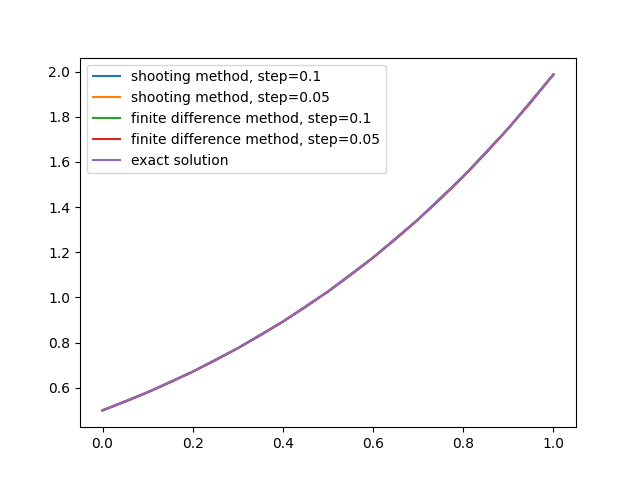 shooting method, step=0.1
shooting method, step=0.05
finite difference method, step=0.1
finite difference method, step=0.05
exact solution
2.0
1.8
1.6
1.4
1.2
1.0
0.8
0.6
0.0 0.2 0.4 0.6 0.8 1.0